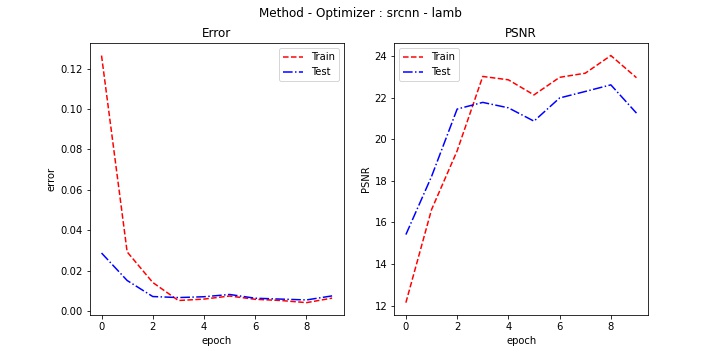 Method - Optimizer : srcnn - lamb
Error
PSNR
Train
Test
Train
Test
error
0.12
0.10
0.08
0.06
0.04
0.02
0.00
0 2 4 6 8
epoch
PSNR
24
22
20
18
16
14
12
0 2 4 6 8
epoch